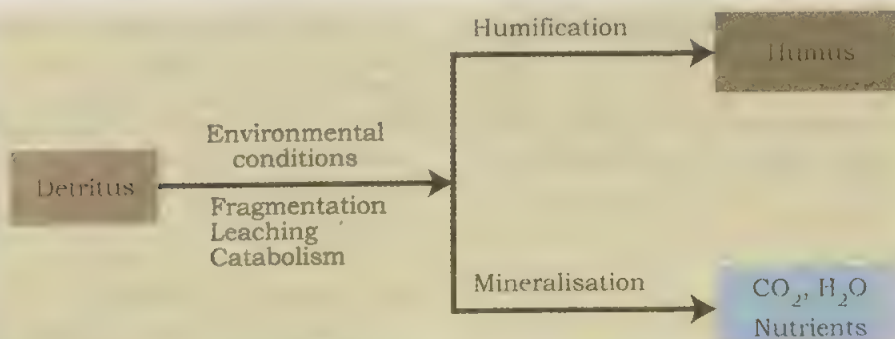 Humification
Humus
Environmental
conditions
Detritus
Fragmentation
Leaching
Catabolism
Mineralisation
CO₂, H₂O
Nutrients